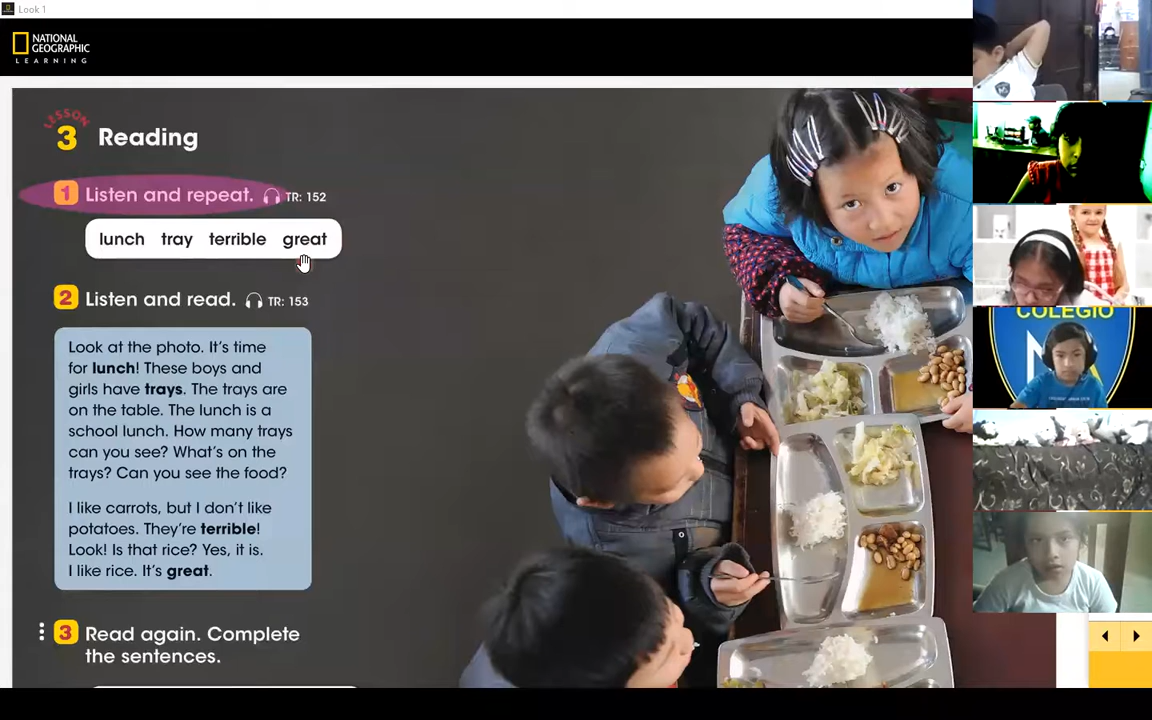 Look 1
NATIONAL
GEOGRAPHIC
LEARNING
LESSON
3 Reading
1 Listen and repeat. TR: 152
lunch tray terrible great
2 Listen and read. TR: 153
Look at the photo. It's time
for lunch! These boys and
girls have trays. The trays are
on the table. The lunch is a
school lunch. How many trays
can you see? What's on the
trays? Can you see the food?
I like carrots, but I don't like
potatoes. They're terrible!
Look! Is that rice? Yes, it is.
I like rice. It's great.
3 Read again. Complete
the sentences.
COLEGIO